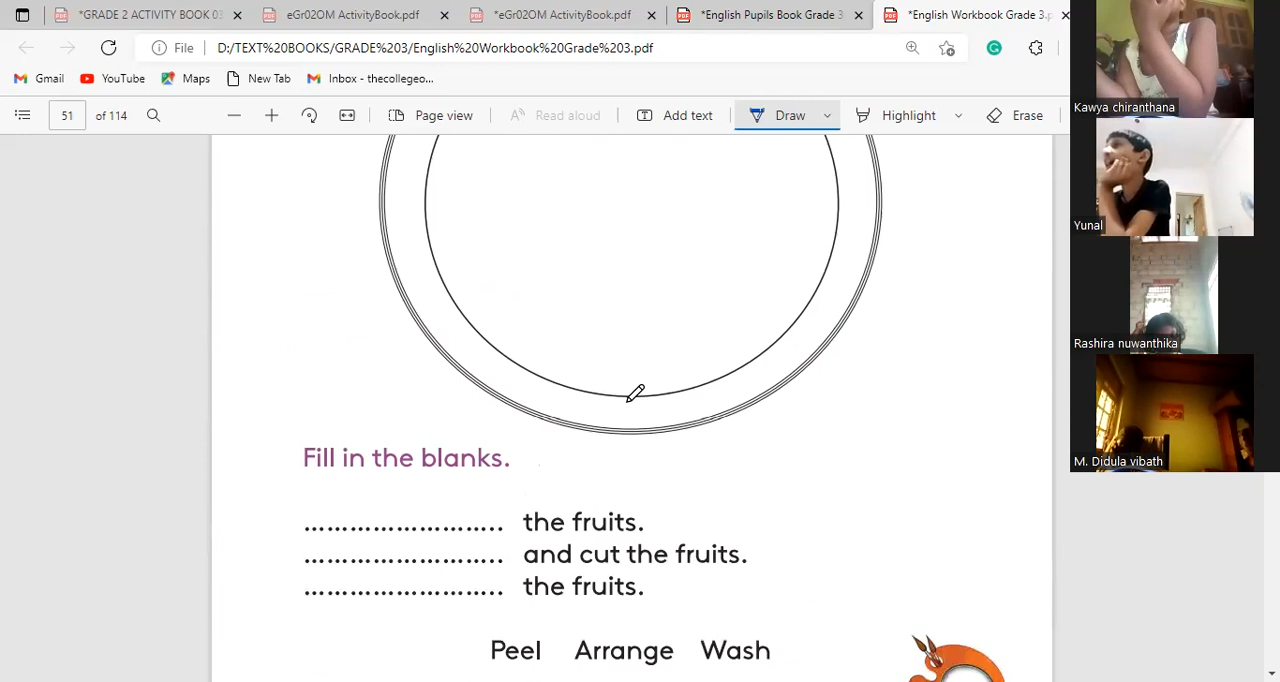 *GRADE 2 ACTIVITY BOOK 03
eGr02OM ActivityBook.pdf
*eGr02OM ActivityBook.pdf
*English Pupils Book Grade 3
*English Workbook Grade 3.p
File D:/TEXT%20BOOKS/GRADE%203/English%20Workbook%20Grade%203.pdf
Gmail YouTube Maps New Tab Inbox - thecollegeo...
51 of 114 Page view Read aloud Add text Draw Highlight Erase
Kawya chiranthana
Yunal
Rashira nuwanthika
M. Didula vibath
Fill in the blanks.
........................... the fruits.
........................... and cut the fruits.
........................... the fruits.
Peel Arrange Wash